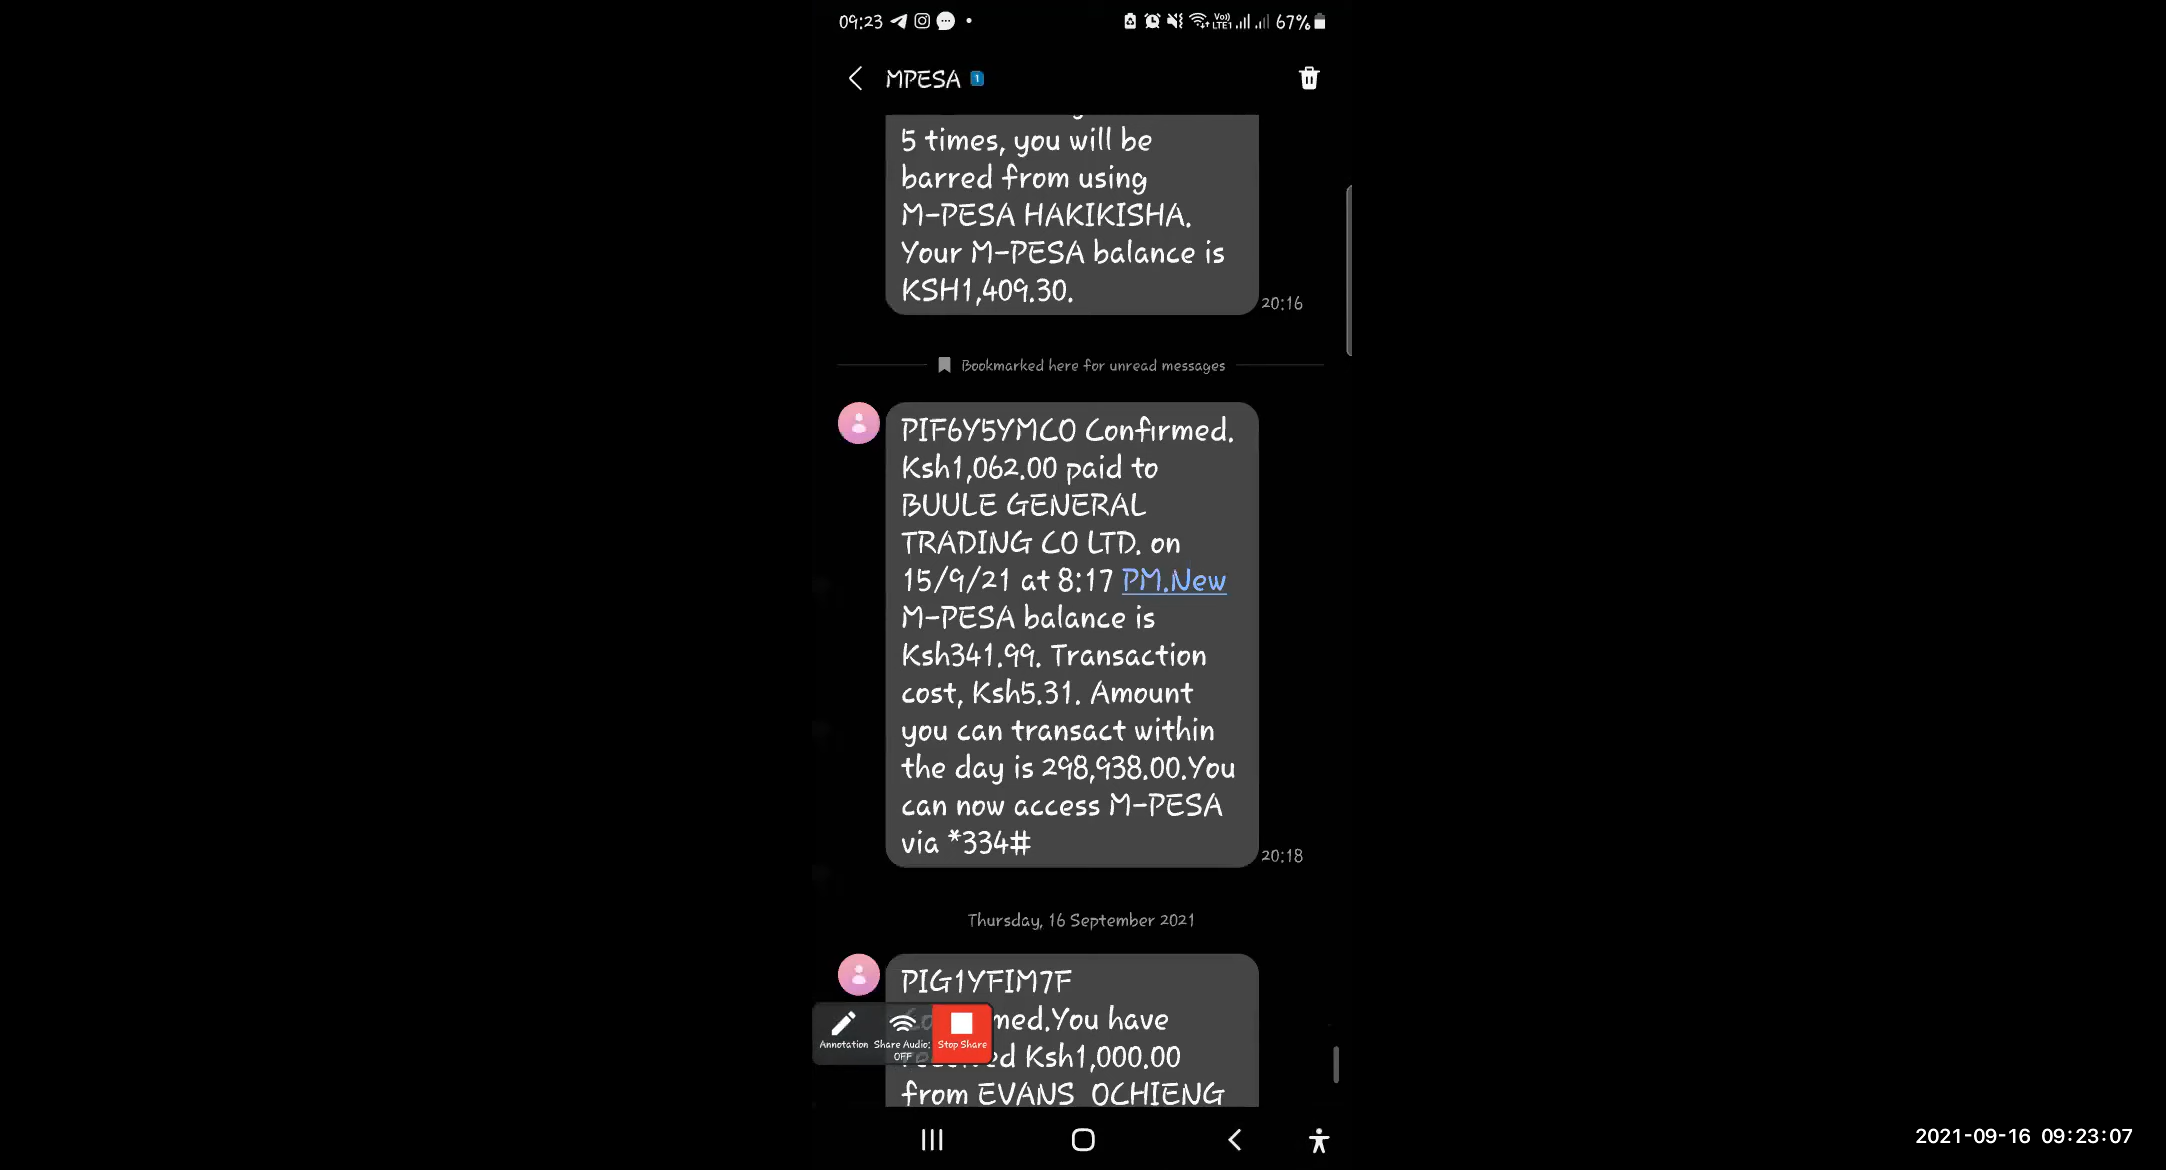 09:23 67%
MPESA 1
5 times, you will be
barred from using
M-PESA HAKIKISHA.
Your M-PESA balance is
KSH1,409.30.
20:16
Bookmarked here for unread messages
PIF6Y5YMCO Confirmed.
Ksh1,062.00 paid to
BUULE GENERAL
TRADING CO LTD. on
15/9/21 at 8:17 PM.New
M-PESA balance is
Ksh341.99. Transaction
cost, Ksh5.31. Amount
you can transact within
the day is 298,938.00.You
can now access M-PESA
via *334#
20:18
Thursday, 16 September 2021
PIG1YFIM7F
med.You have
Ksh1,000.00
from EVANS OCHIENG
Annotation
Share Audio:
OFF
Stop Share
2021-09-16 09:23:07